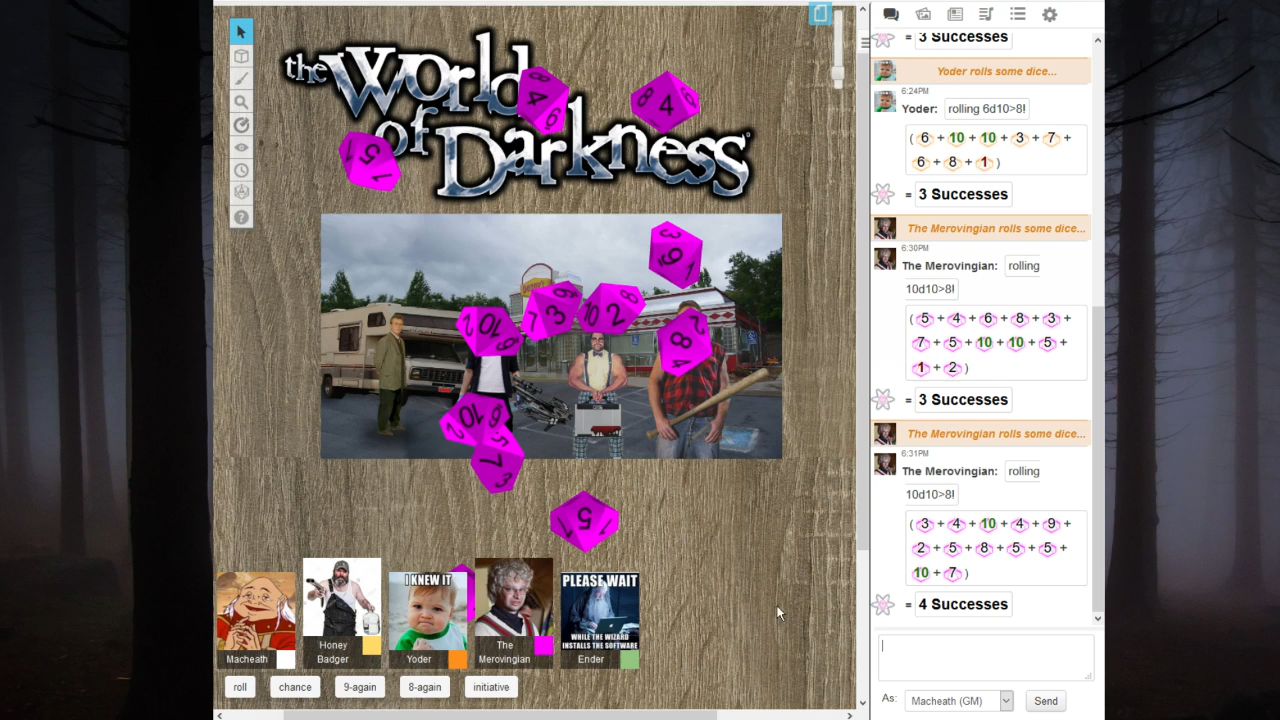 the World
of Darkness
I KNEW IT
PLEASE WAIT
WHILE THE WIZARD
INSTALLS THE SOFTWARE
Macheath
Honey
Badger
Yoder
The
Merovingian
Ender
roll
chance
9-again
8-again
initiative
= 3 Successes
Yoder rolls some dice...
6:24PM
Yoder: rolling 6d10>8!
(6 + 10 + 10 + 3 + 7 +
6 + 8 + 1)
= 3 Successes
The Merovingian rolls some dice...
6:30PM
The Merovingian: rolling
10d10>8!
(5 + 4 + 6 + 8 + 3 +
7 + 5 + 10 + 10 + 5 +
1 + 2)
= 3 Successes
The Merovingian rolls some dice...
6:31PM
The Merovingian: rolling
10d10>8!
(3 + 4 + 10 + 4 + 9 +
2 + 5 + 8 + 5 + 5 +
10 + 7)
= 4 Successes
As: Macheath (GM) Send